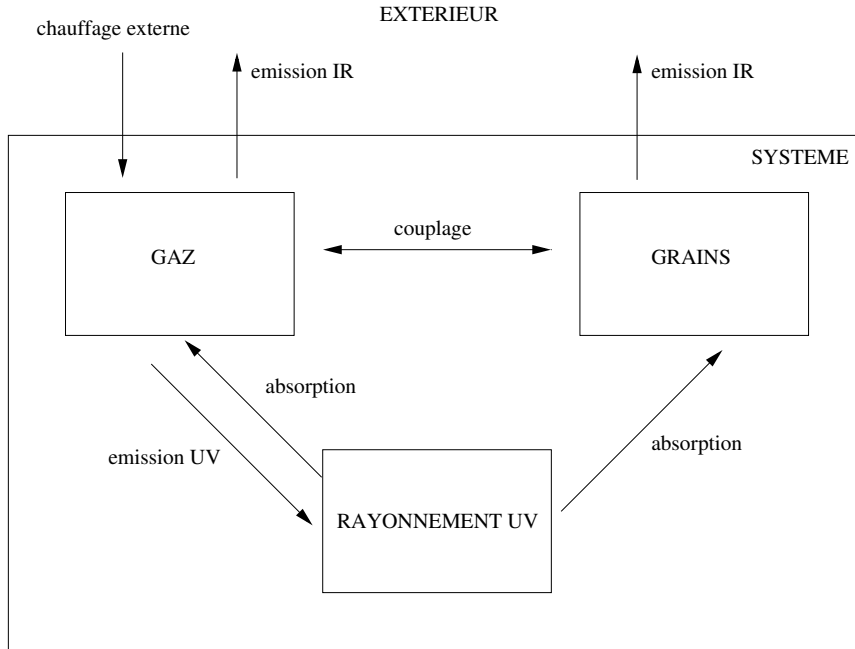 EXTERIEUR
chauffage externe
emission IR
emission IR
SYSTEME
couplage
GAZ
GRAINS
absorption
absorption
emission UV
RAYONNEMENT UV